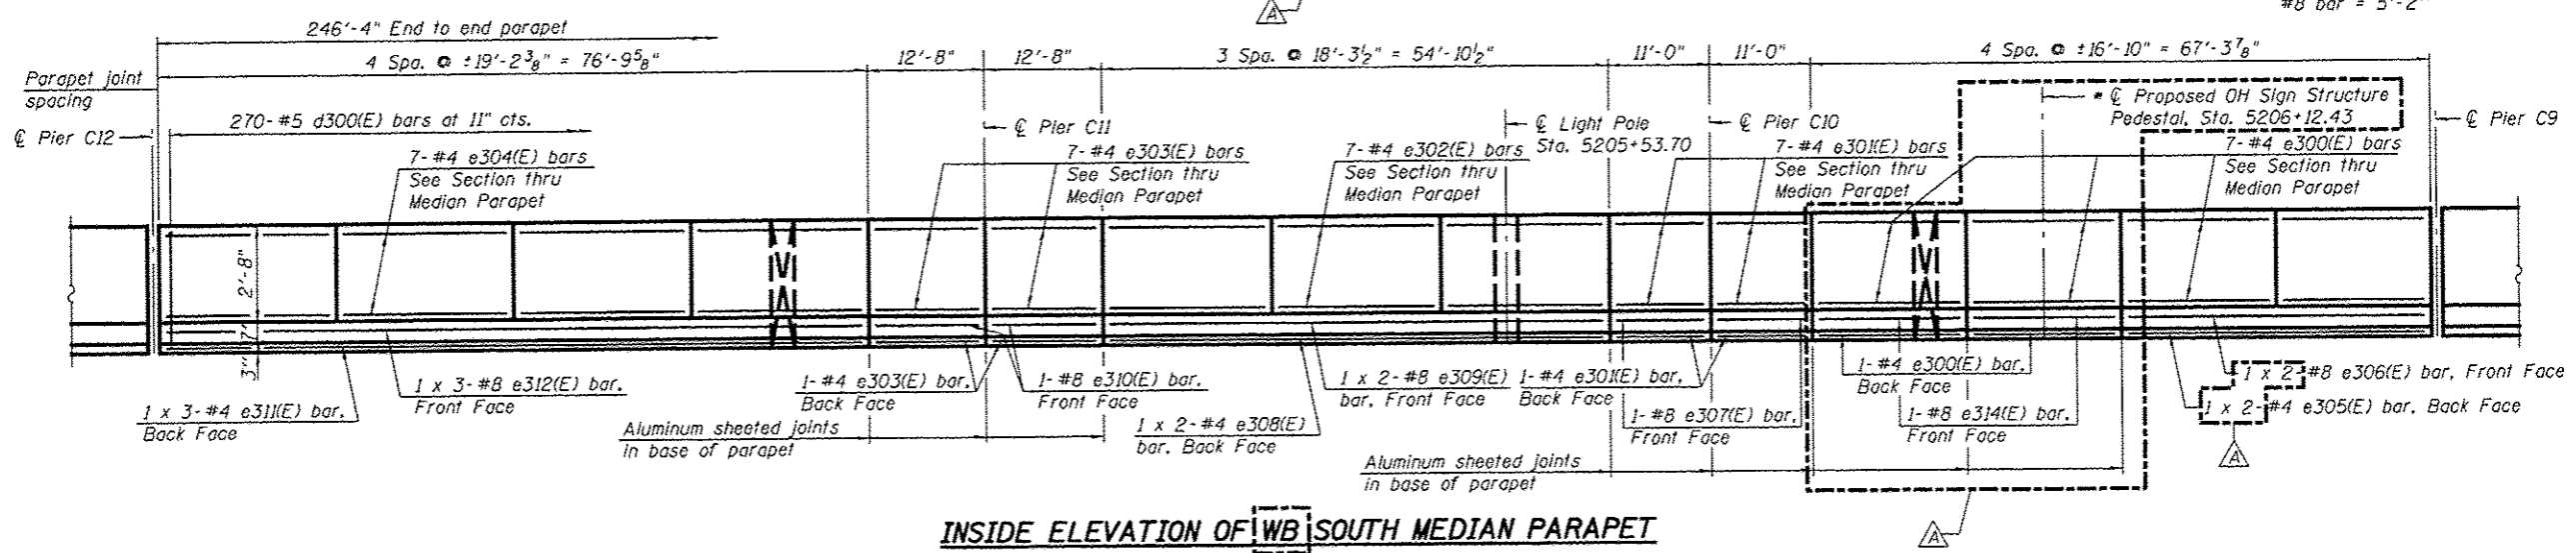 #8 bar = 5'-2"
A
246'-4" End to end parapet
4 Spa. @ ±19'-2⅜" = 76'-9⅝"
12'-8"
12'-8"
3 Spa. @ 18'-3½" = 54'-10½"
11'-0"
11'-0"
4 Spa. @ ±16'-10" = 67'-3⅞"
Parapet joint
spacing
* ℄ Proposed OH Sign Structure
Pedestal, Sta. 5206+12.43
℄ Pier C12
270-#5 d300(E) bars at 11" cts.
℄ Pier C11
℄ Light Pole
Sta. 5205+53.70
℄ Pier C10
℄ Pier C9
7-#4 e304(E) bars
See Section thru
Median Parapet
7-#4 e303(E) bars
See Section thru
Median Parapet
7-#4 e302(E) bars
See Section thru
Median Parapet
7-#4 e301(E) bars
See Section thru
Median Parapet
7-#4 e300(E) bars
See Section thru
Median Parapet
2'-8"
7"
3"
1 x 3-#4 e311(E) bar,
Back Face
1 x 3-#8 e312(E) bar.
Front Face
1-#4 e303(E) bar.
Back Face
1-#8 e310(E) bar.
Front Face
1 x 2-#8 e309(E)
bar, Front Face
1-#4 e301(E) bar,
Back Face
1-#4 e300(E) bar.
Back Face
1 x 2-#8 e306(E) bar, Front Face
1 x 2-#4 e305(E) bar, Back Face
Aluminum sheeted joints
in base of parapet
1 x 2-#4 e308(E)
bar, Back Face
1-#8 e307(E) bar.
Front Face
1-#8 e314(E) bar.
Front Face
Aluminum sheeted joints
in base of parapet
A
A
INSIDE ELEVATION OF WB SOUTH MEDIAN PARAPET